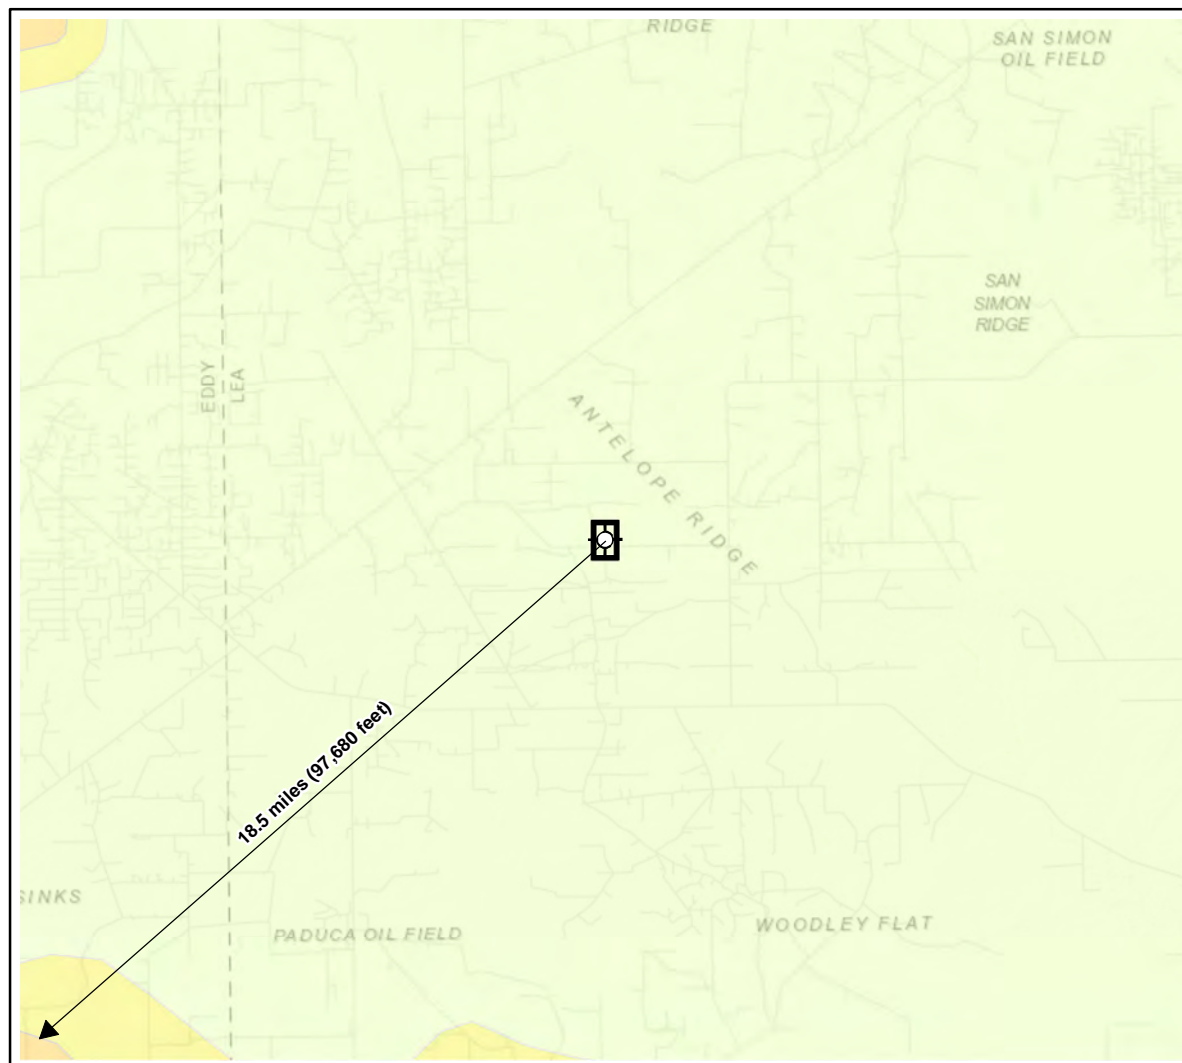 RIDGE
SAN SIMON
OIL FIELD
SAN
SIMON
RIDGE
EDDY
LEA
ANTELOPE RIDGE
18.5 miles (97,680 feet)
SINKS
PADUCA OIL FIELD
WOODLEY FLAT